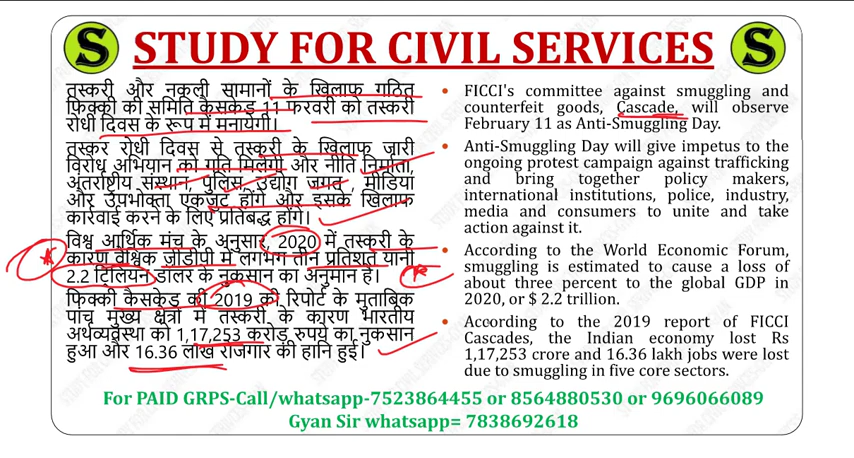 S STUDY FOR CIVIL SERVICES S
तस्करी और नकली सामानों के खिलाफ गठित
फिक्की की समिति कैसकेड 11 फरवरी को तस्करी
रोधी दिवस के रूप में मनायेगी।
तस्कर रोधी दिवस से तस्करी के खिलाफ जारी
विरोध अभियान को गति मिलेगी और नीति निर्माता,
अंतर्राष्ट्रीय संस्थान, पुलिस, उद्योग जगत, मीडिया
और उपभोक्ता एकजुट होंगे और इसके खिलाफ
कार्रवाई करने के लिए प्रतिबद्ध होंगे।
विश्व आर्थिक मंच के अनुसार, 2020 में तस्करी के
कारण वैश्विक जीडीपी में लगभग तीन प्रतिशत यानी
2.2 ट्रिलियन डॉलर के नुकसान का अनुमान है।
फिक्की कैसकेड की 2019 की रिपोर्ट के मुताबिक
पांच मुख्य क्षेत्रों में तस्करी के कारण भारतीय
अर्थव्यवस्था को 1,17,253 करोड़ रुपये का नुकसान
हुआ और 16.36 लाख रोजगार की हानि हुई।
• FICCI's committee against smuggling and
counterfeit goods, Cascade, will observe
February 11 as Anti-Smuggling Day.
• Anti-Smuggling Day will give impetus to the
ongoing protest campaign against trafficking
and bring together policy makers,
international institutions, police, industry,
media and consumers to unite and take
action against it.
• According to the World Economic Forum,
smuggling is estimated to cause a loss of
about three percent to the global GDP in
2020, or $ 2.2 trillion.
• According to the 2019 report of FICCI
Cascades, the Indian economy lost Rs
1,17,253 crore and 16.36 lakh jobs were lost
due to smuggling in five core sectors.
For PAID GRPS-Call/whatsapp-7523864455 or 8564880530 or 9696066089
Gyan Sir whatsapp= 7838692618